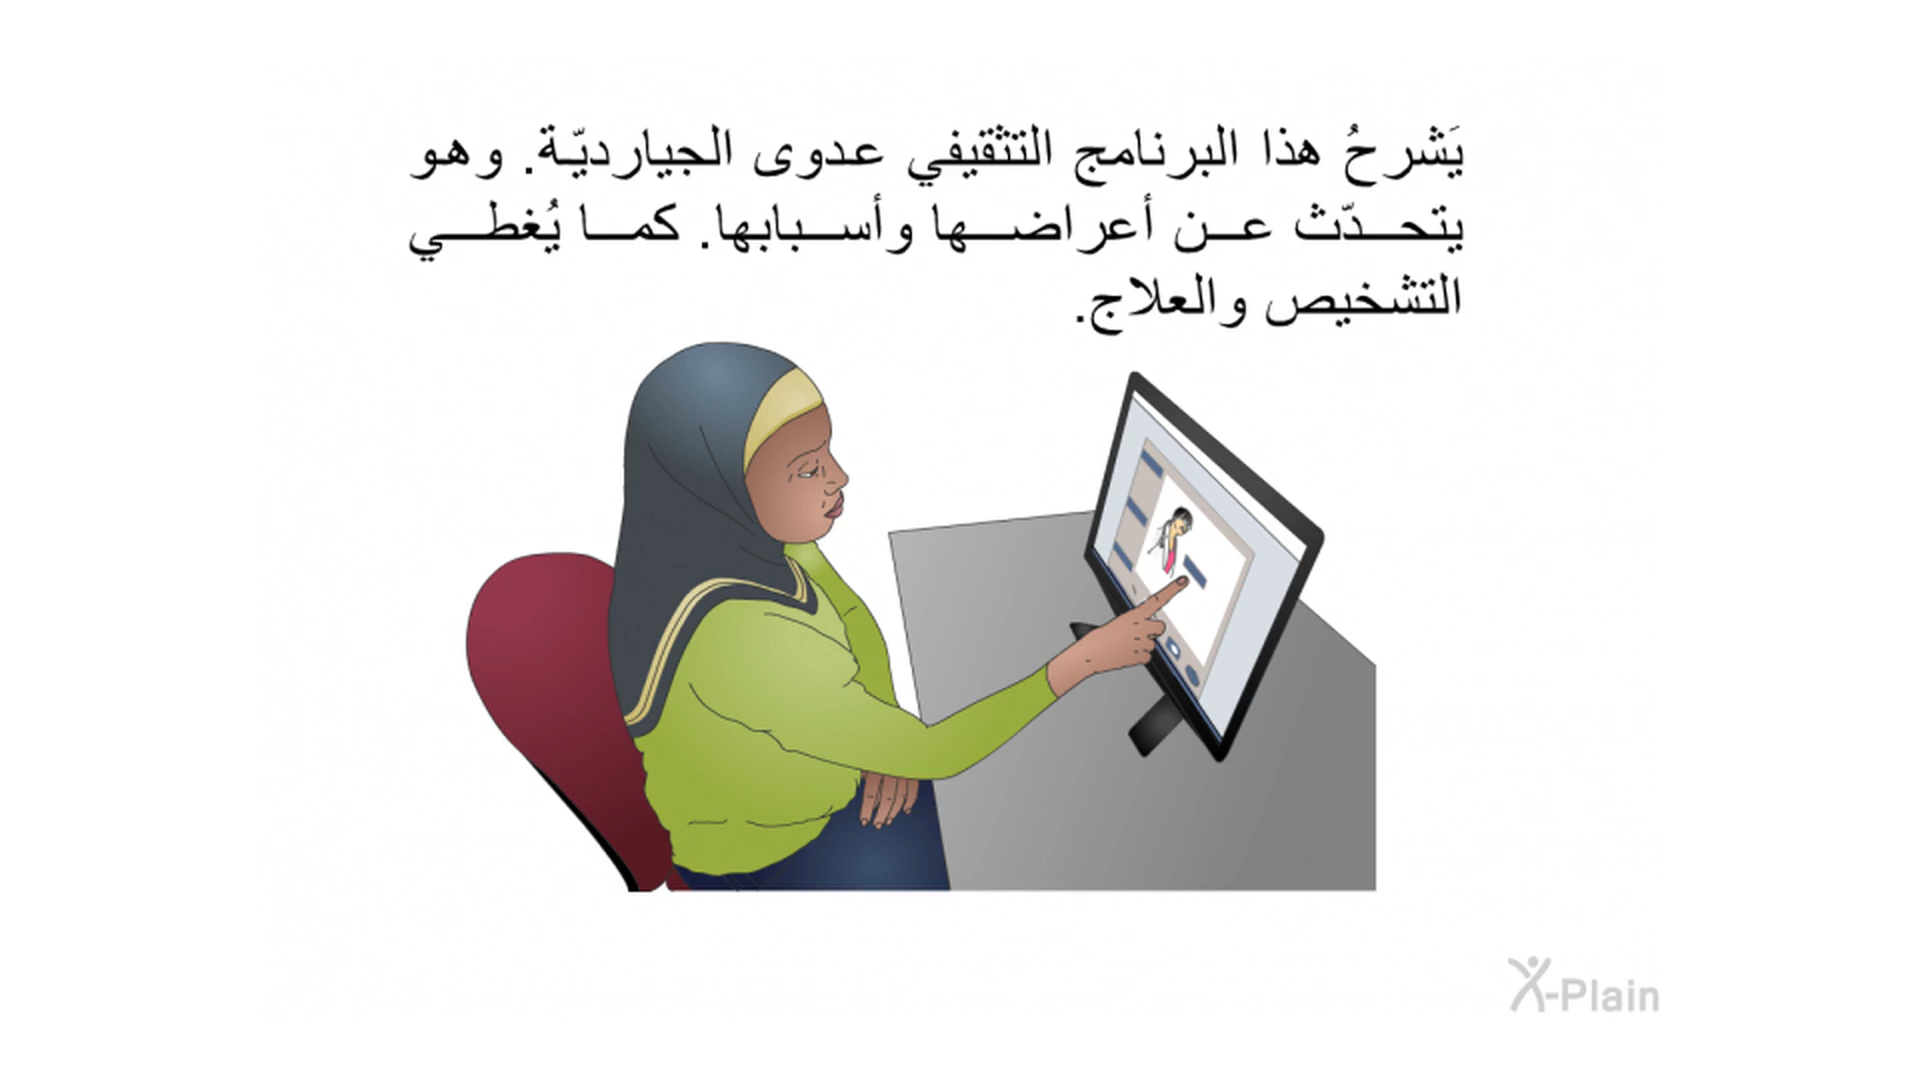 يَشرحُ هذا البرنامج التثقيفي عدوى الجيارديّة. وهو
يتحدّث عن أعراضها وأسبابها. كما يُغطي
التشخيص والعلاج.
X-Plain